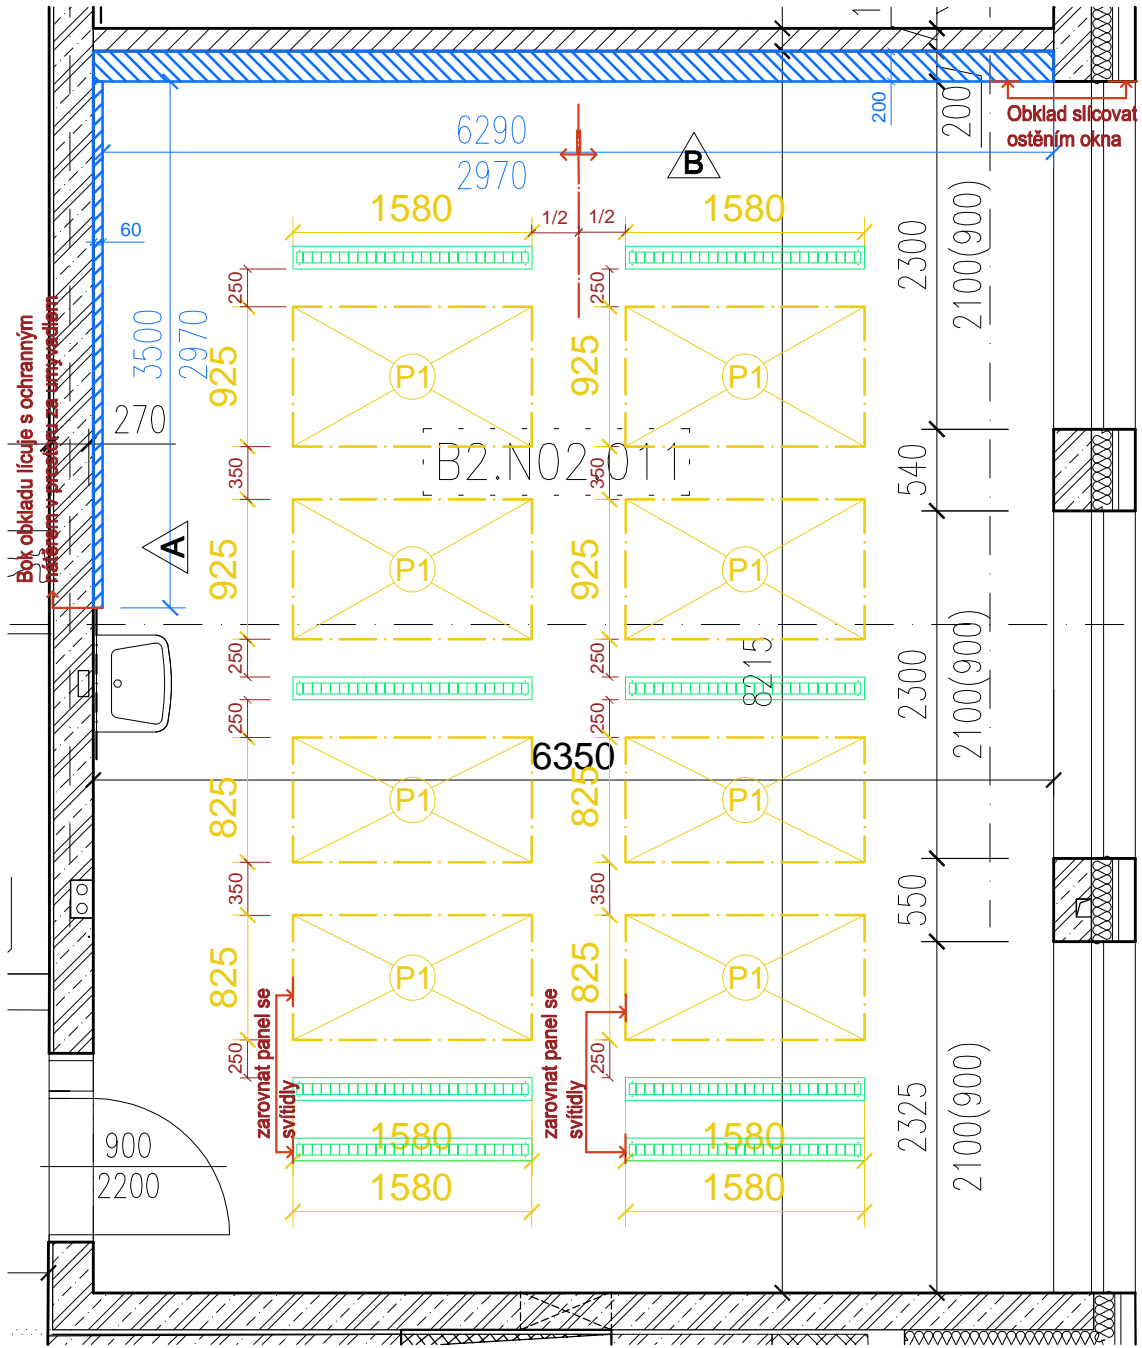 1
200
200
Obklad slícovat
ostěním okna
6290
2970
B
1580
1/2
1/2
1580
60
250
250
2300
2100(900)
3500
2970
Bok obkladu lícuje s ochranným
nátěrem v prostoru za umyvadlem
925
P1
925
P1
270
350
B2.N02.011
350
540
A
925
P1
925
P1
250
250
8215
2300
2100(900)
250
250
6350
825
P1
825
P1
350
350
550
825
P1
825
P1
zarovnat panel se
svítidly
zarovnat panel se
svítidly
250
250
2325
2100(900)
900
2200
1580
1580
1580
1580